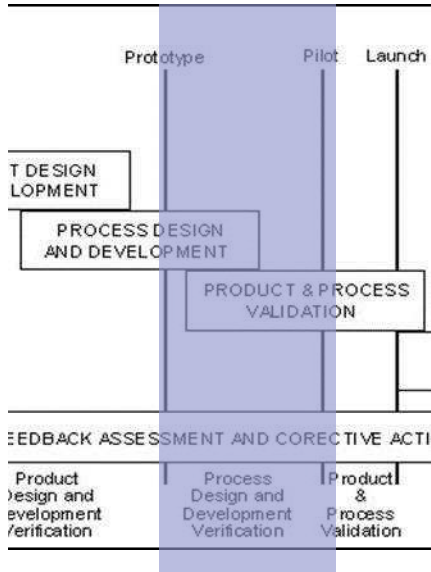 Prototype Pilot Launch
T DESIGN
LOPMENT
PROCESS DESIGN
AND DEVELOPMENT
PRODUCT & PROCESS
VALIDATION
EEDBACK ASSESSMENT AND CORECTIVE ACTI
Product
Design and
evelopment
Verification
Process
Design and
Development
Verification
Product
&
Process
Validation